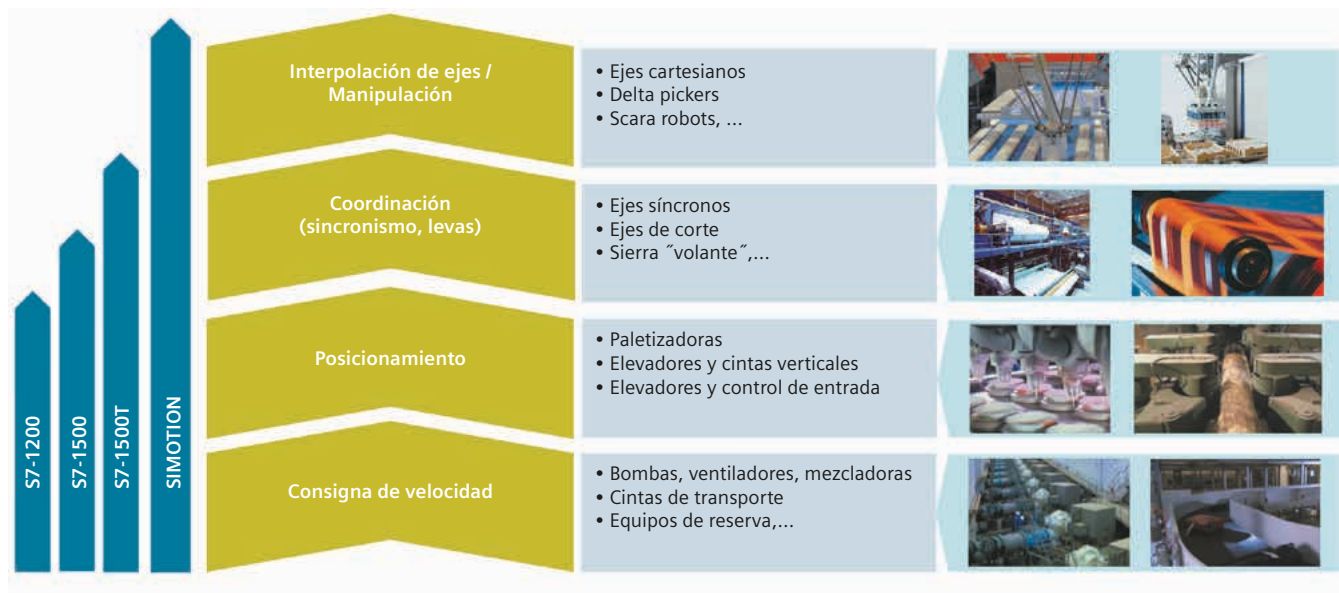 Interpolación de ejes /
Manipulación
• Ejes cartesianos
• Delta pickers
• Scara robots, ...
Coordinación
(sincronismo, levas)
• Ejes síncronos
• Ejes de corte
• Sierra ˝volante˝,...
Posicionamiento
• Paletizadoras
• Elevadores y cintas verticales
• Elevadores y control de entrada
Consigna de velocidad
• Bombas, ventiladores, mezcladoras
• Cintas de transporte
• Equipos de reserva,...
S7-1200
S7-1500
S7-1500T
SIMOTION